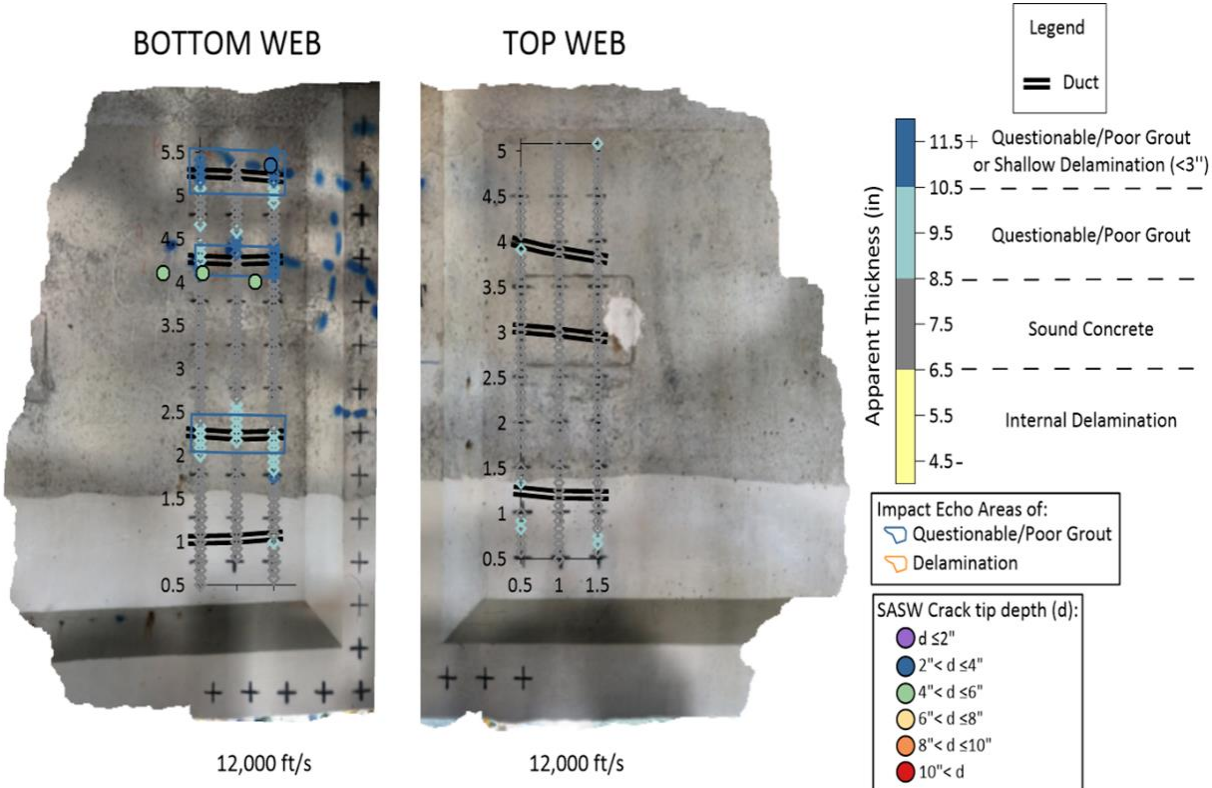 BOTTOM WEB
TOP WEB
5.5
5
4.5
4
3.5
3
2.5
2
1.5
1
0.5
5
4.5
4
3.5
3
2.5
2
1.5
1
0.5
0.5 1 1.5
12,000 ft/s
12,000 ft/s
Legend
Duct
Apparent Thickness (in)
11.5+
10.5
9.5
8.5
7.5
6.5
5.5
4.5-
Questionable/Poor Grout
or Shallow Delamination (<3")
Questionable/Poor Grout
Sound Concrete
Internal Delamination
Impact Echo Areas of:
Questionable/Poor Grout
Delamination
SASW Crack tip depth (d):
d ≤2"
2"< d ≤4"
4"< d ≤6"
6"< d ≤8"
8"< d ≤10"
10"< d